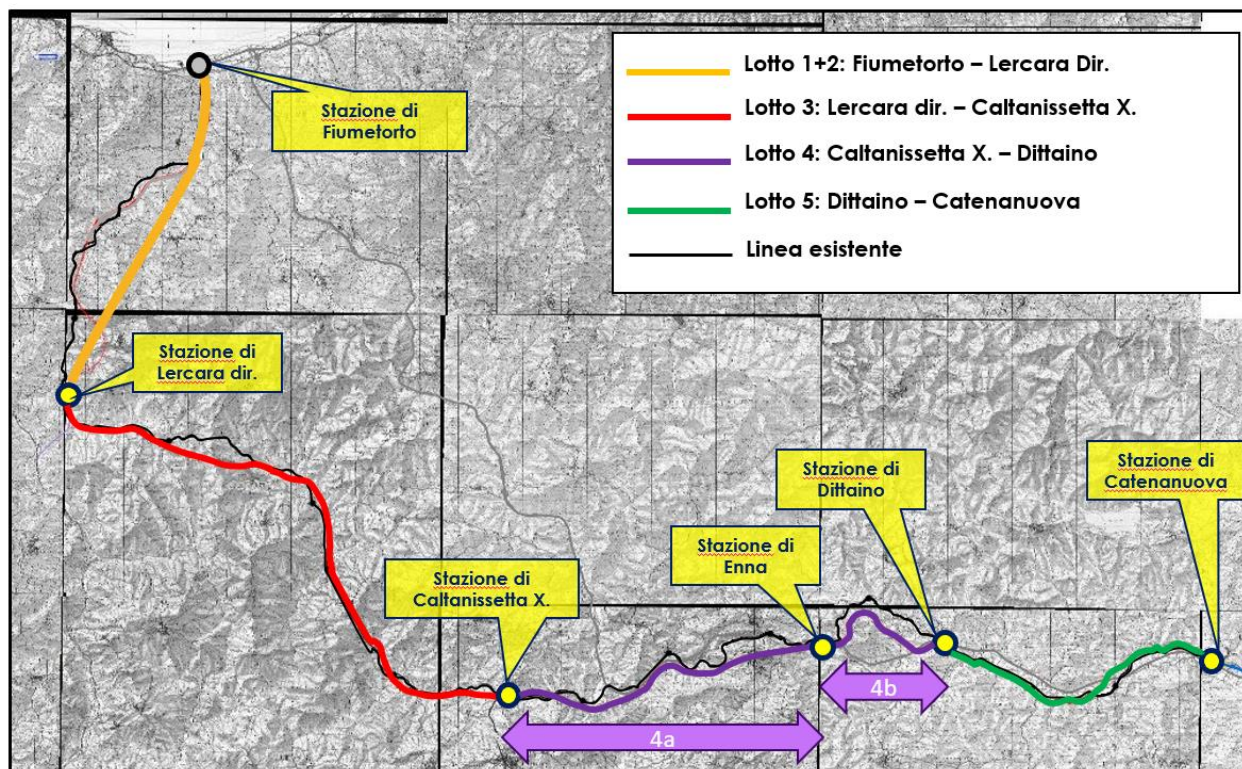 Lotto 1+2: Fiumetorto – Lercara Dir.
Lotto 3: Lercara dir. – Caltanissetta X.
Lotto 4: Caltanissetta X. – Dittaino
Lotto 5: Dittaino – Catenanuova
Linea esistente
Stazione di
Fiumetorto
Stazione di
Lercara dir.
Stazione di
Caltanissetta X.
Stazione di
Enna
Stazione di
Dittaino
Stazione di
Catenanuova
4a
4b